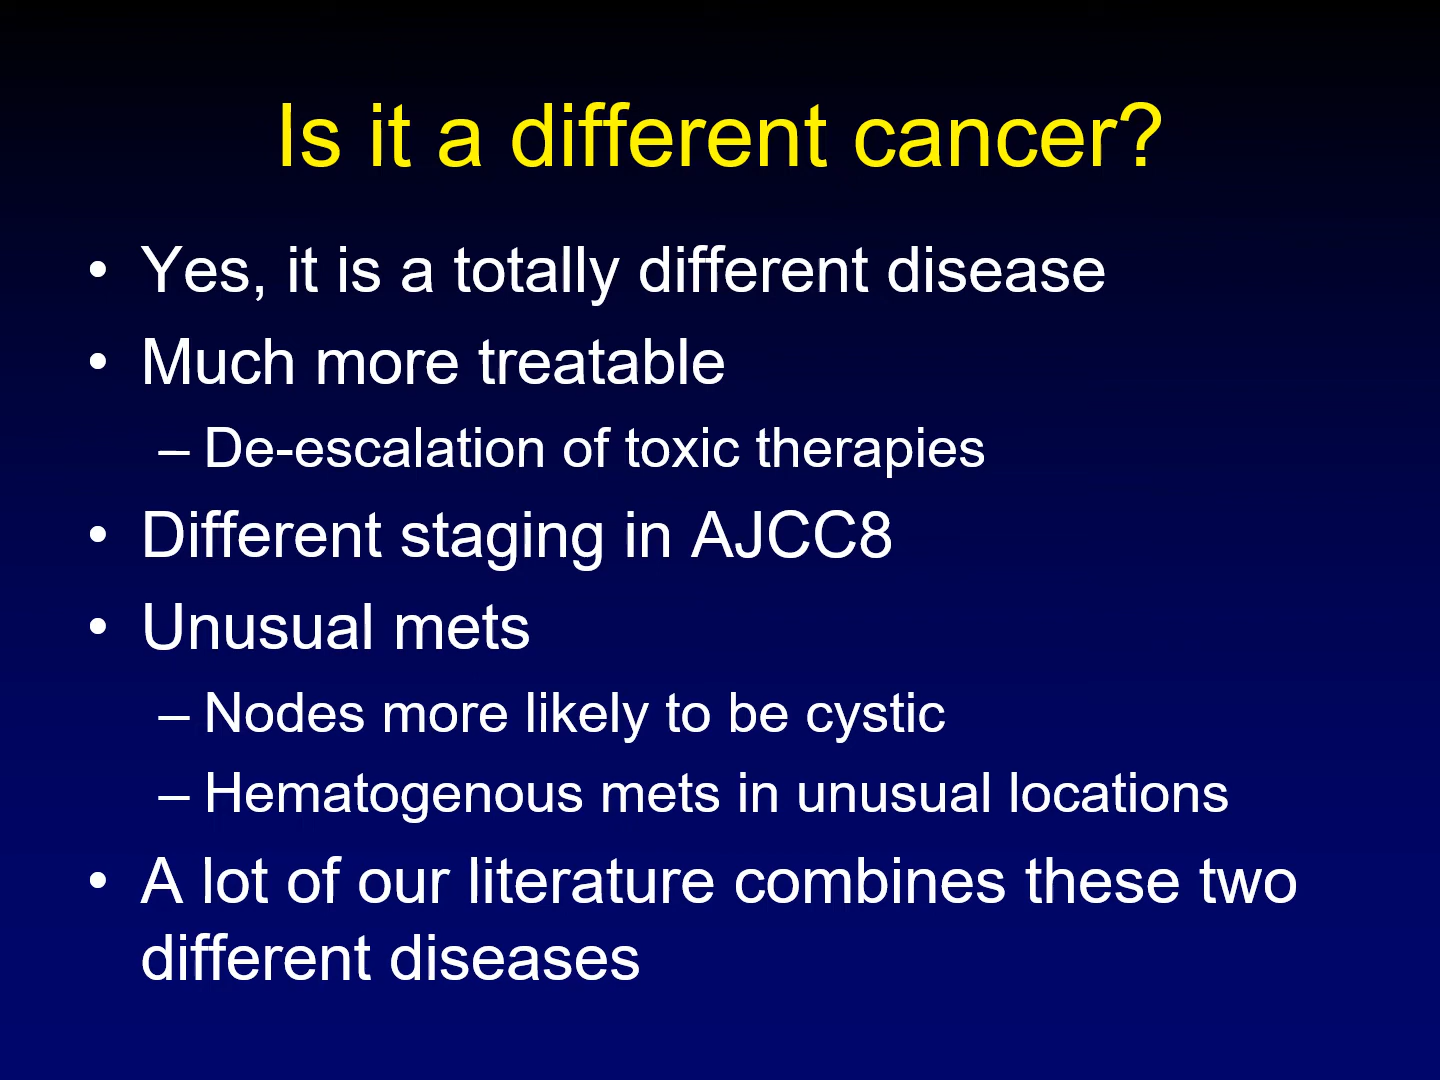 Is it a different cancer?
• Yes, it is a totally different disease
• Much more treatable
– De-escalation of toxic therapies
• Different staging in AJCC8
• Unusual mets
– Nodes more likely to be cystic
– Hematogenous mets in unusual locations
• A lot of our literature combines these two
different diseases